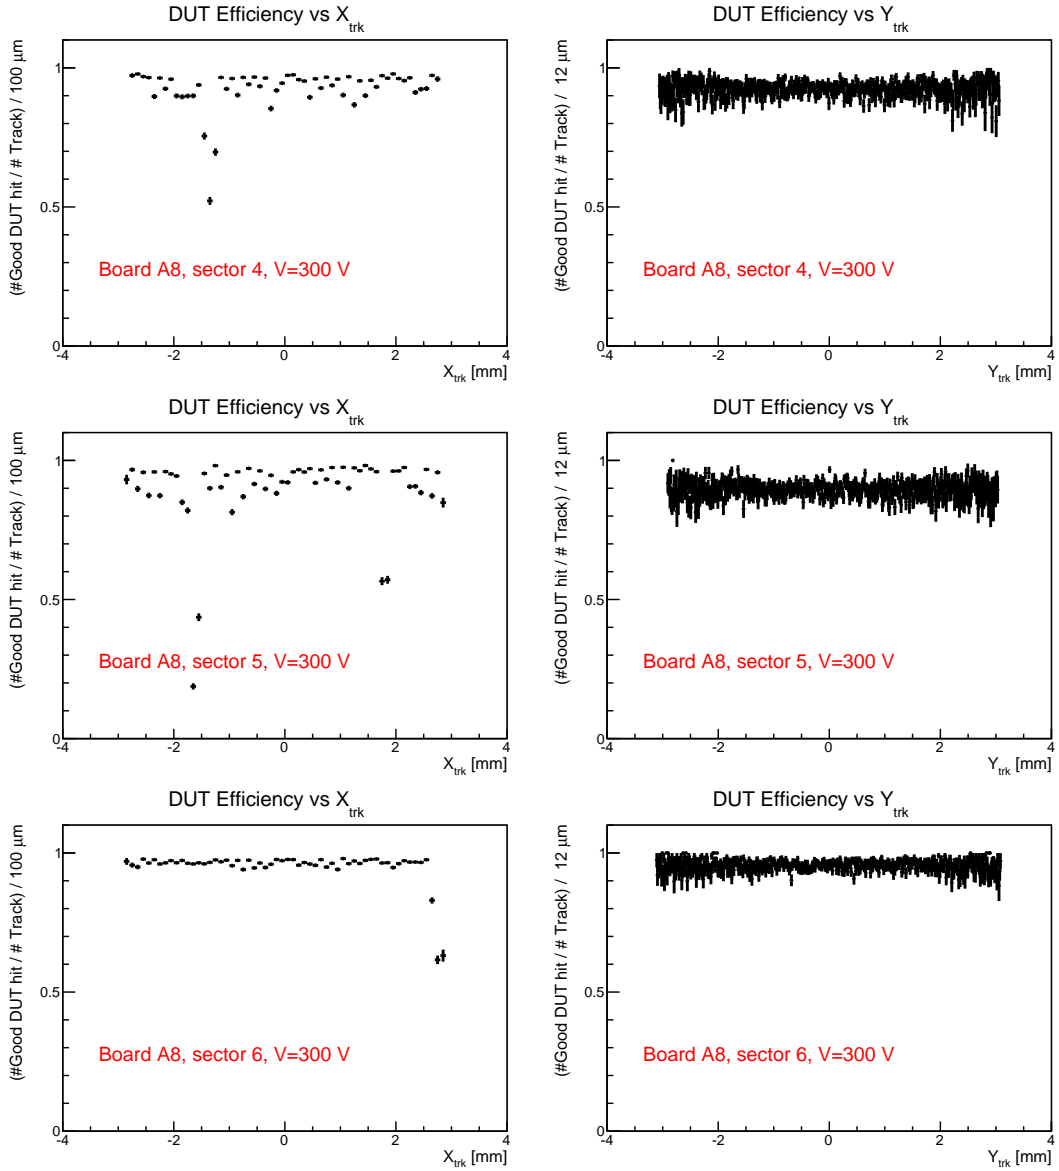 DUT Efficiency vs X_trk
(#Good DUT hit / # Track) / 100 μm
1
0.5
0
Board A8, sector 4, V=300 V
-4 -2 0 2 4
X_trk [mm]
DUT Efficiency vs Y_trk
(#Good DUT hit / # Track) / 12 μm
1
0.5
0
Board A8, sector 4, V=300 V
-4 -2 0 2 4
Y_trk [mm]
DUT Efficiency vs X_trk
(#Good DUT hit / # Track) / 100 μm
1
0.5
0
Board A8, sector 5, V=300 V
-4 -2 0 2 4
X_trk [mm]
DUT Efficiency vs Y_trk
(#Good DUT hit / # Track) / 12 μm
1
0.5
0
Board A8, sector 5, V=300 V
-4 -2 0 2 4
Y_trk [mm]
DUT Efficiency vs X_trk
(#Good DUT hit / # Track) / 100 μm
1
0.5
0
Board A8, sector 6, V=300 V
-4 -2 0 2 4
X_trk [mm]
DUT Efficiency vs Y_trk
(#Good DUT hit / # Track) / 12 μm
1
0.5
0
Board A8, sector 6, V=300 V
-4 -2 0 2 4
Y_trk [mm]